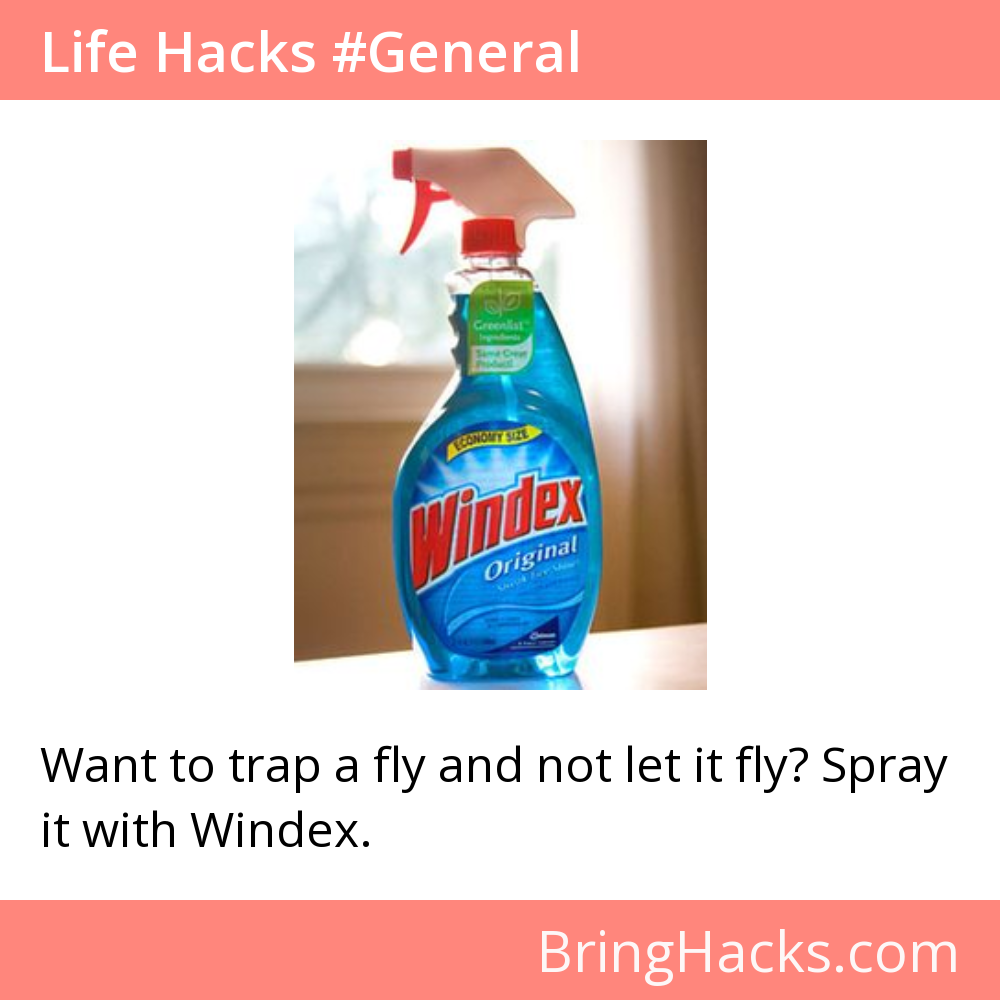 Life Hacks #General
Greenlist™
Ingredients
Same Great
Product!
ECONOMY SIZE
Windex
Original
Want to trap a fly and not let it fly? Spray
it with Windex.
BringHacks.com